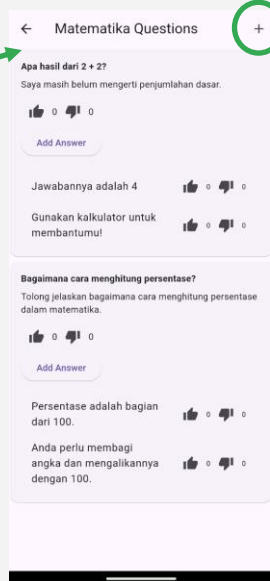 Matematika Questions
Apa hasil dari 2 + 2?
Saya masih belum mengerti penjumlahan dasar.
0 0
Add Answer
Jawabannya adalah 4 0 0
Gunakan kalkulator untuk
membantumu! 0 0
Bagaimana cara menghitung persentase?
Tolong jelaskan bagaimana cara menghitung persentase
dalam matematika.
0 0
Add Answer
Persentase adalah bagian
dari 100. 0 0
Anda perlu membagi
angka dan mengalikannya 0 0
dengan 100.